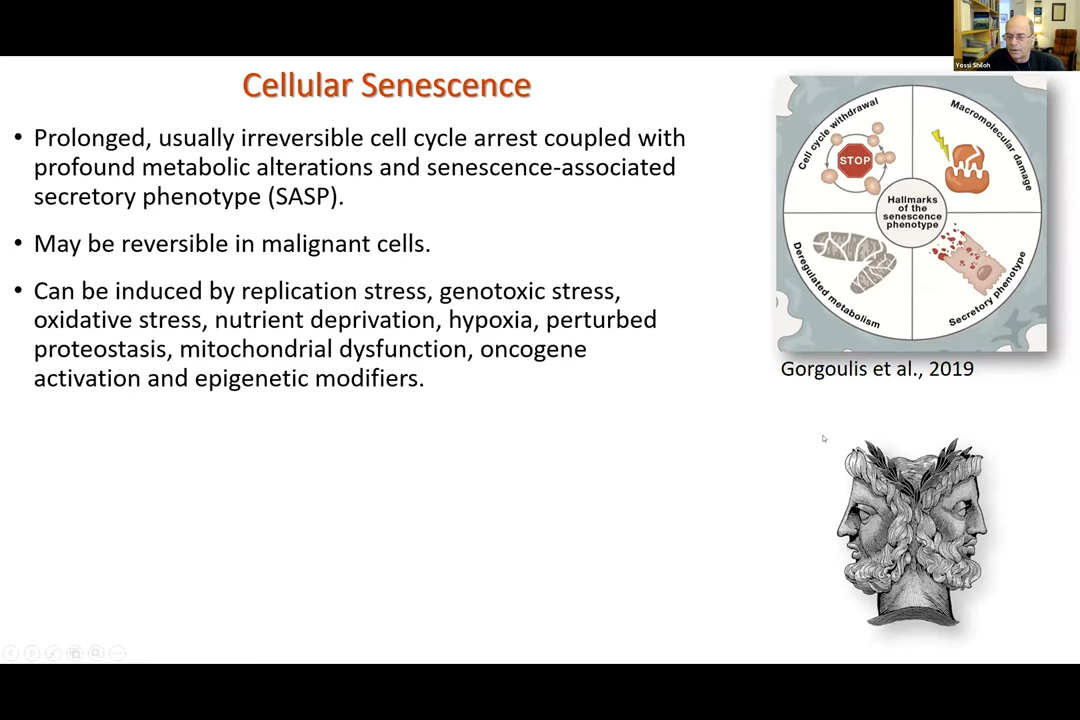 Yossi Shiloh
Cellular Senescence
• Prolonged, usually irreversible cell cycle arrest coupled with
profound metabolic alterations and senescence-associated
secretory phenotype (SASP).
• May be reversible in malignant cells.
• Can be induced by replication stress, genotoxic stress,
oxidative stress, nutrient deprivation, hypoxia, perturbed
proteostasis, mitochondrial dysfunction, oncogene
activation and epigenetic modifiers.
Cell cycle withdrawal
Macromolecular damage
STOP
Hallmarks
of the
senescence
phenotype
Deregulated metabolism
Secretory phenotype
Gorgoulis et al., 2019